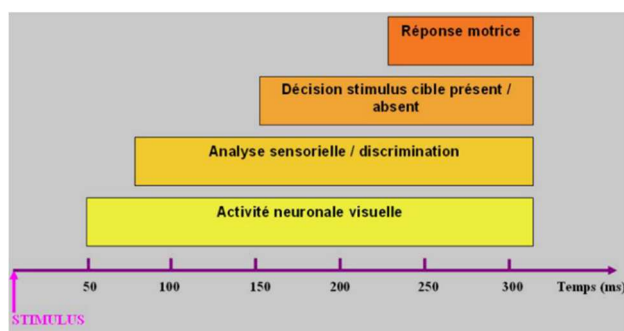 Réponse motrice
Décision stimulus cible présent /
absent
Analyse sensorielle / discrimination
Activité neuronale visuelle
50 100 150 200 250 300 Temps (ms)
STIMULUS